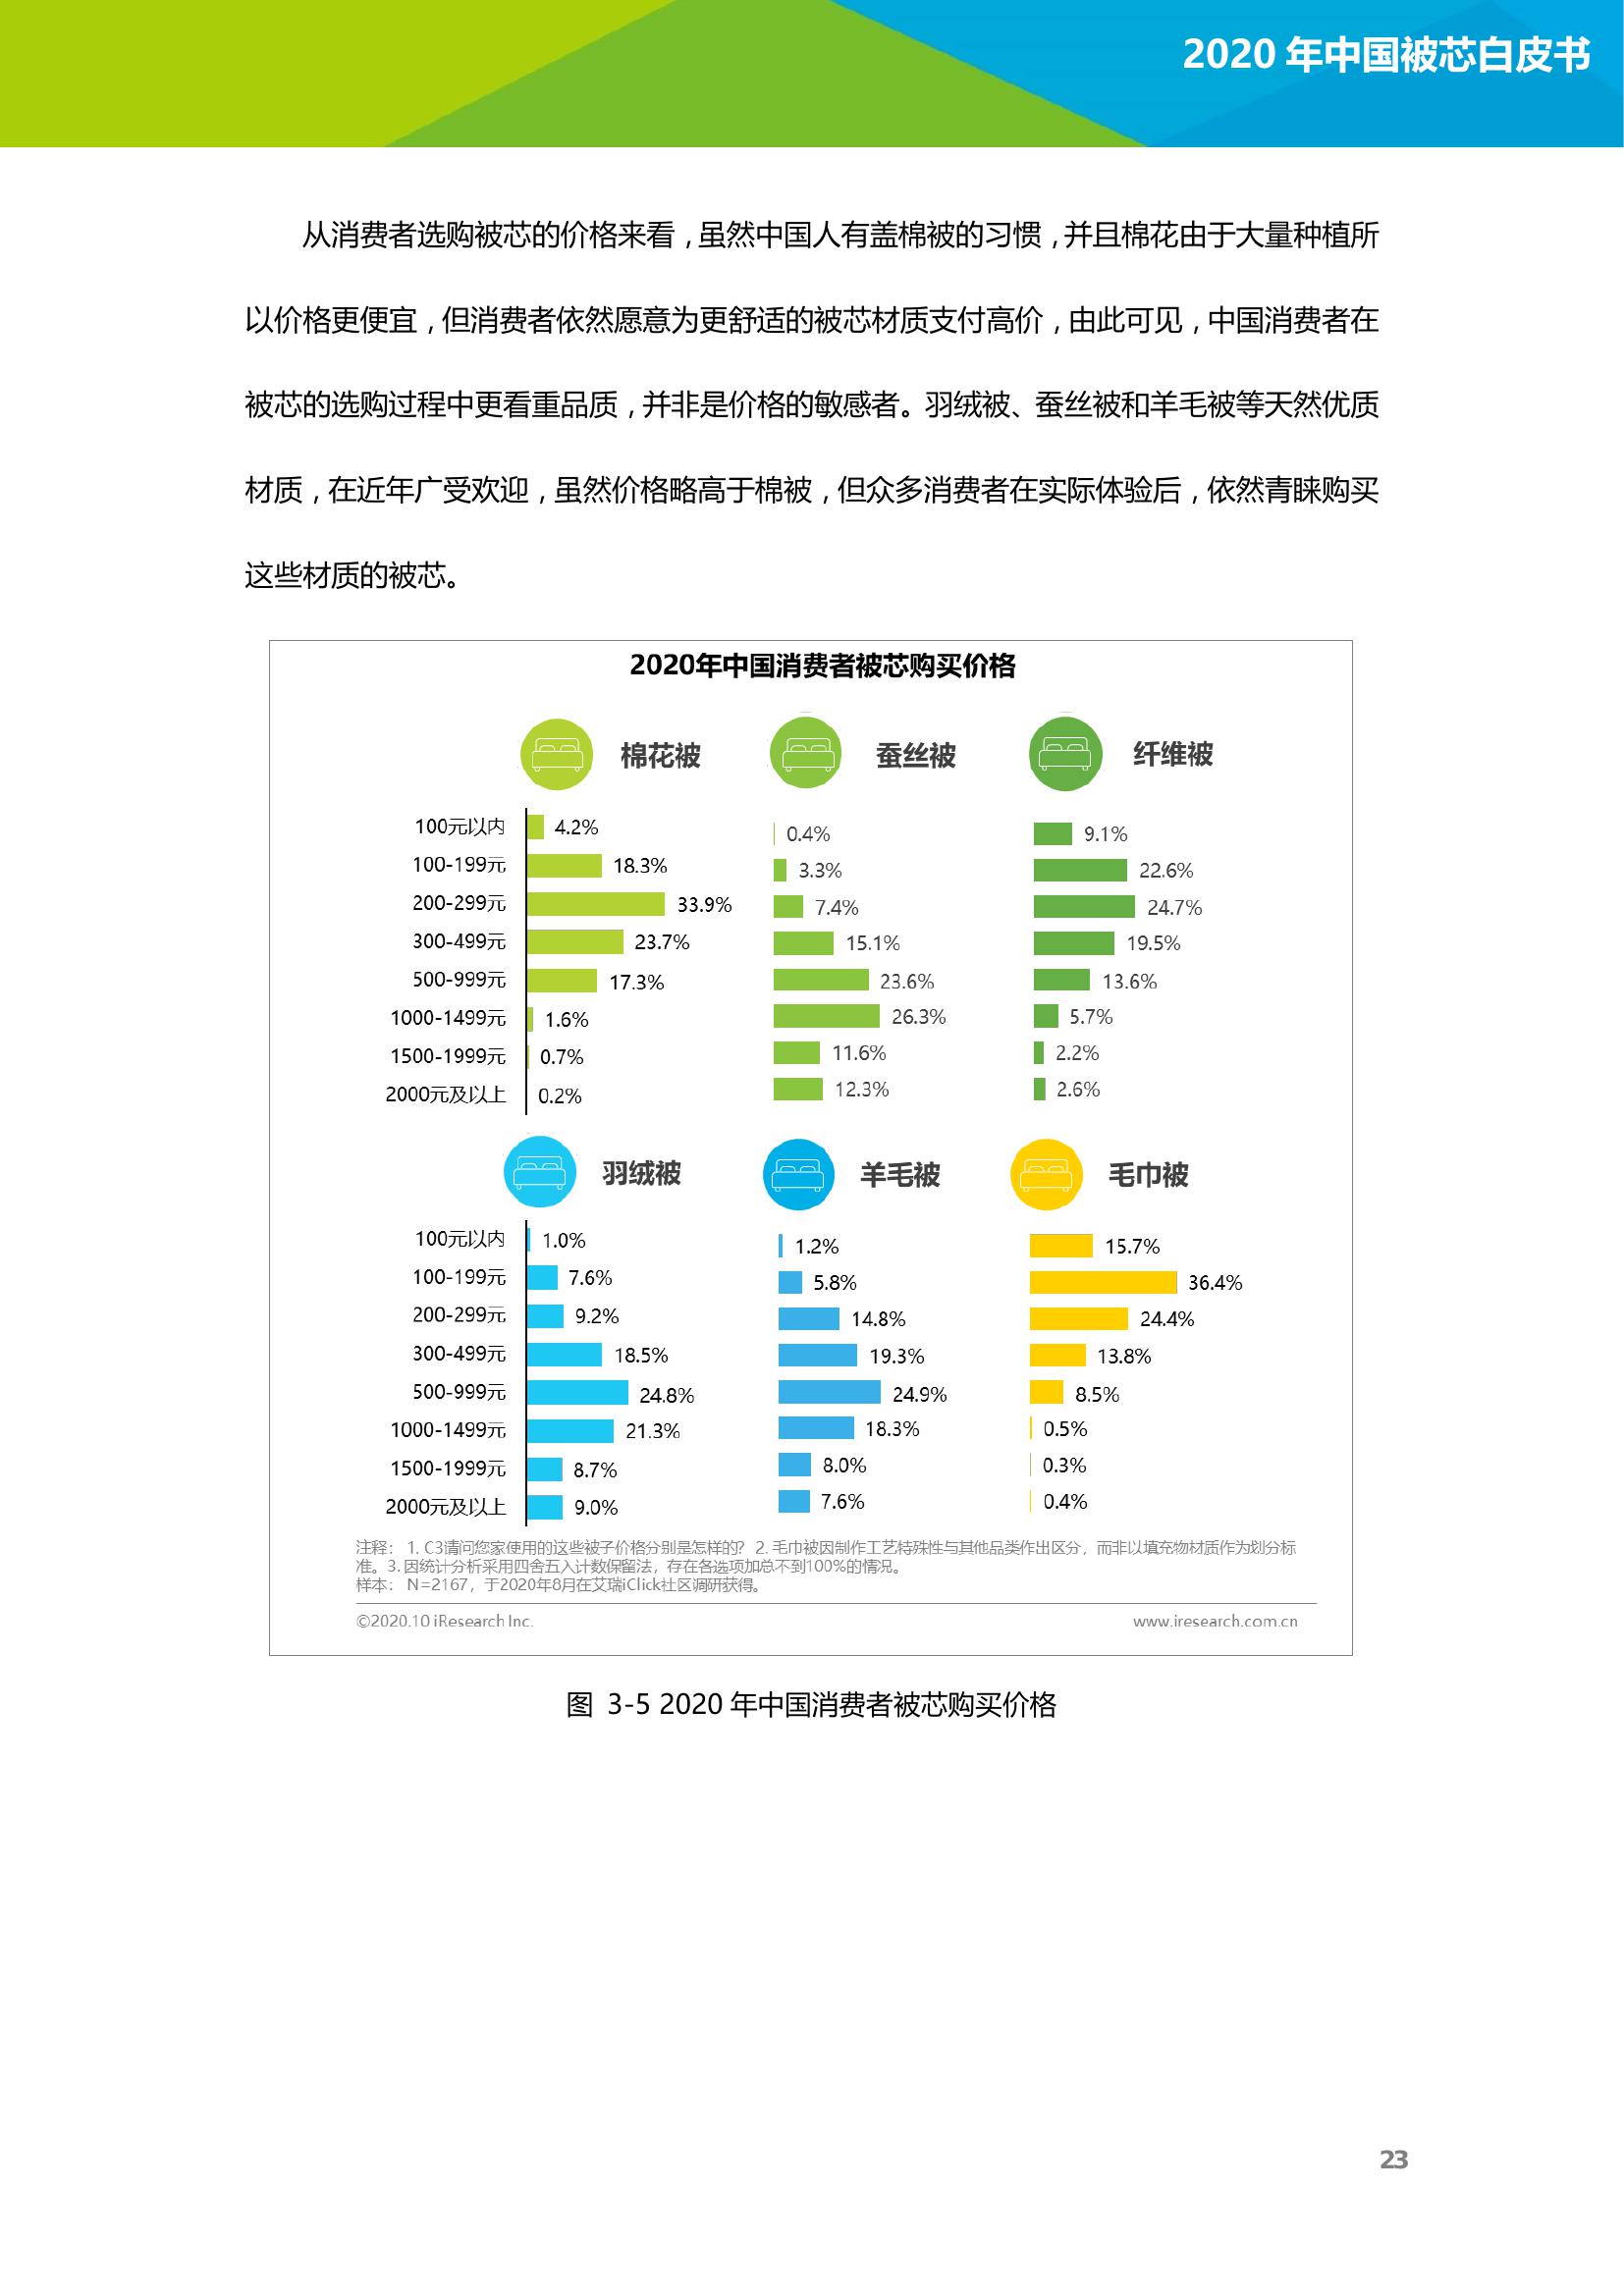 2020 年中国被芯白皮书
从消费者选购被芯的价格来看，虽然中国人有盖棉被的习惯，并且棉花由于大量种植所
以价格更便宜，但消费者依然愿意为更舒适的被芯材质支付高价，由此可见，中国消费者在
被芯的选购过程中更看重品质，并非是价格的敏感者。羽绒被、蚕丝被和羊毛被等天然优质
材质，在近年广受欢迎，虽然价格略高于棉被，但众多消费者在实际体验后，依然青睐购买
这些材质的被芯。
2020年中国消费者被芯购买价格
棉花被 蚕丝被 纤维被
100元以内 4.2% 0.4% 9.1%
100-199元 18.3% 3.3% 22.6%
200-299元 33.9% 7.4% 24.7%
300-499元 23.7% 15.1% 19.5%
500-999元 17.3% 23.6% 13.6%
1000-1499元 1.6% 26.3% 5.7%
1500-1999元 0.7% 11.6% 2.2%
2000元及以上 0.2% 12.3% 2.6%
羽绒被 羊毛被 毛巾被
100元以内 1.0% 1.2% 15.7%
100-199元 7.6% 5.8% 36.4%
200-299元 9.2% 14.8% 24.4%
300-499元 18.5% 19.3% 13.8%
500-999元 24.8% 24.9% 8.5%
1000-1499元 21.3% 18.3% 0.5%
1500-1999元 8.7% 8.0% 0.3%
2000元及以上 9.0% 7.6% 0.4%
注释： 1. C3请问您家使用的这些被子价格分别是怎样的？ 2. 毛巾被因制作工艺特殊性与其他品类作出区分，而非以填充物材质作为划分标
准。3. 因统计分析采用四舍五入计数保留法，存在各选项加总不到100%的情况。
样本： N=2167，于2020年8月在艾瑞iClick社区调研获得。
©2020.10 iResearch Inc. www.iresearch.com.cn
图 3-5 2020 年中国消费者被芯购买价格
23